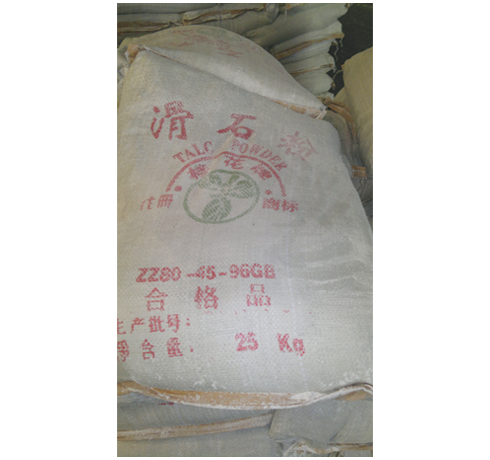 滑石粉
TALC POWDER
樱花牌
注册 商标
ZZ80-45-96GB
合格品
生产批号:
净含量: 25 Kg